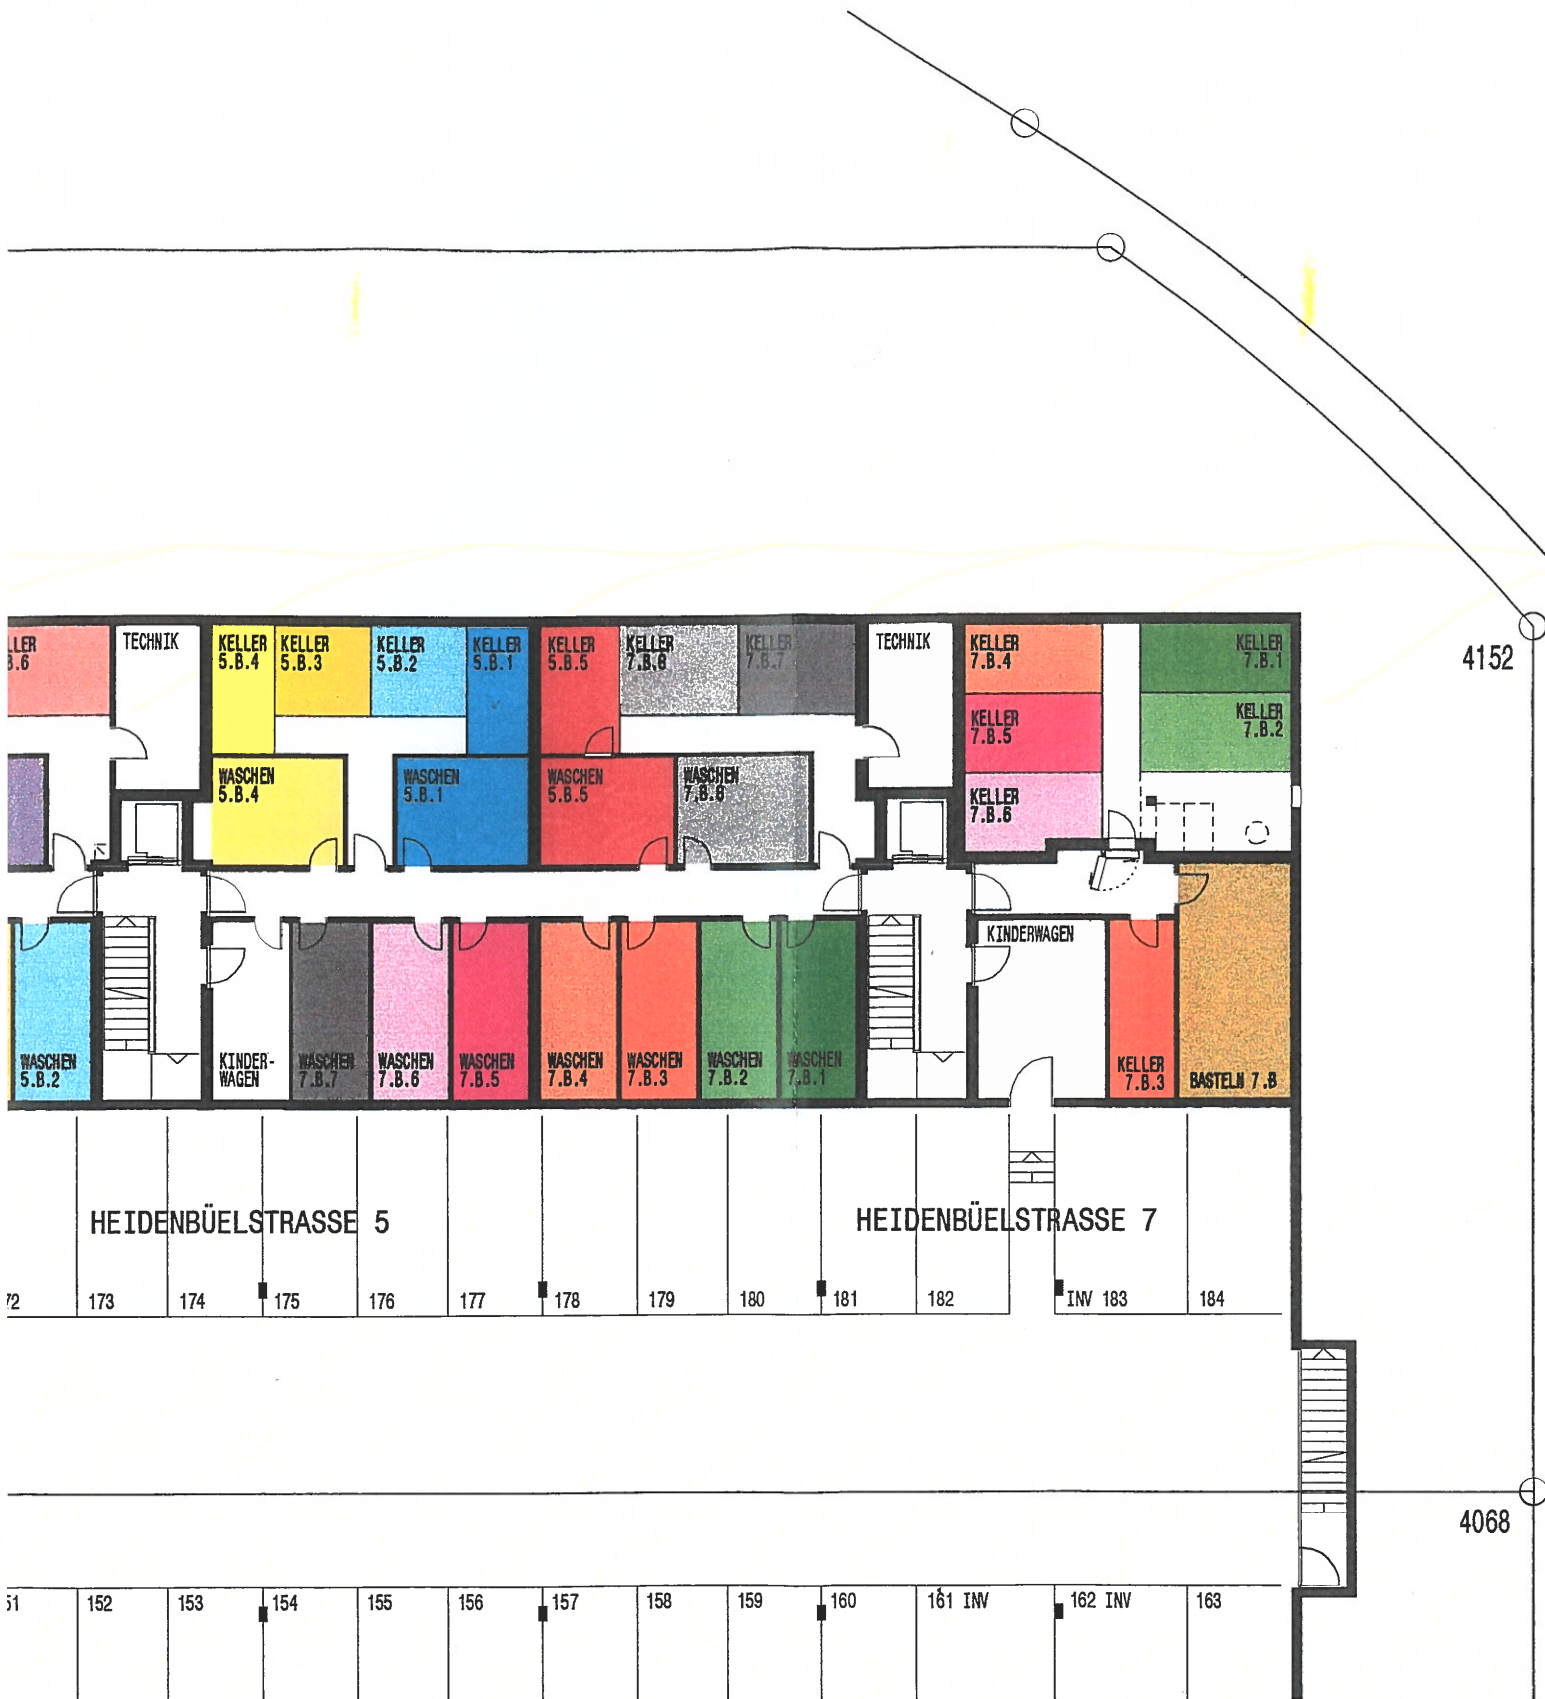 4152
TECHNIK
KELLER
5.B.4
KELLER
5.B.3
KELLER
5.B.2
KELLER
5.B.1
KELLER
5.B.5
KELLER
7.B.6
KELLER
7.B.7
TECHNIK
KELLER
7.B.4
KELLER
7.B.1
KELLER
7.B.5
KELLER
7.B.2
KELLER
7.B.6
WASCHEN
5.B.4
WASCHEN
5.B.1
WASCHEN
5.B.5
WASCHEN
7.B.6
KINDERWAGEN
WASCHEN
5.B.2
KINDER-
WAGEN
WASCHEN
7.B.7
WASCHEN
7.B.6
WASCHEN
7.B.5
WASCHEN
7.B.4
WASCHEN
7.B.3
WASCHEN
7.B.2
WASCHEN
7.B.1
KELLER
7.B.3
BASTELN 7.B
HEIDENBÜELSTRASSE 5
HEIDENBÜELSTRASSE 7
173
174
175
176
177
178
179
180
181
182
INV 183
184
4068
152
153
154
155
156
157
158
159
160
161 INV
162 INV
163